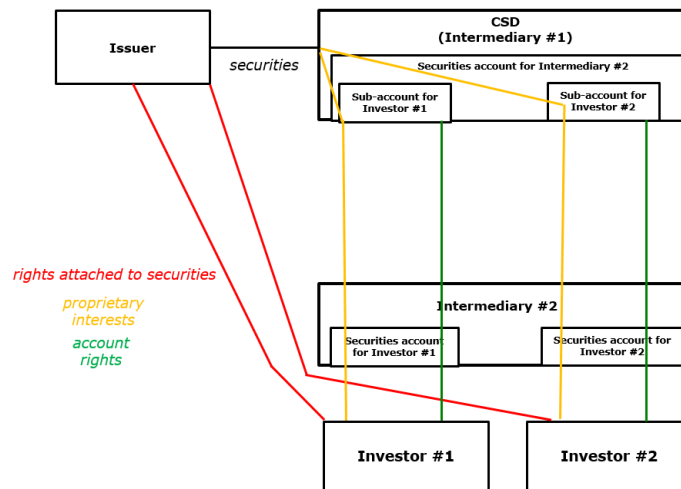 CSD
(Intermediary #1)
Issuer
securities
Securities account for Intermediary #2
Sub-account for
Investor #1
Sub-account for
Investor #2
rights attached to securities
proprietary
interests
account
rights
Intermediary #2
Securities account
for Investor #1
Securities account for
Investor #2
Investor #1
Investor #2